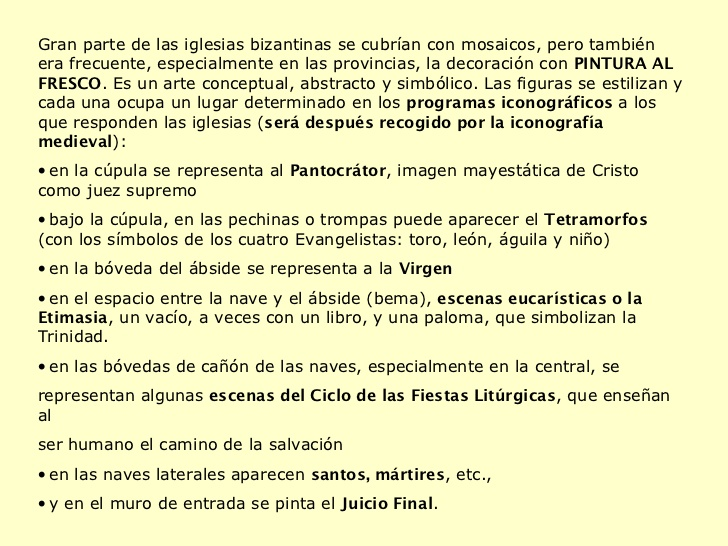 Gran parte de las iglesias bizantinas se cubrían con mosaicos, pero también
era frecuente, especialmente en las provincias, la decoración con PINTURA AL
FRESCO. Es un arte conceptual, abstracto y simbólico. Las figuras se estilizan y
cada una ocupa un lugar determinado en los programas iconográficos a los
que responden las iglesias (será después recogido por la iconografía
medieval):
• en la cúpula se representa al Pantocrátor, imagen mayestática de Cristo
como juez supremo
• bajo la cúpula, en las pechinas o trompas puede aparecer el Tetramorfos
(con los símbolos de los cuatro Evangelistas: toro, león, águila y niño)
• en la bóveda del ábside se representa a la Virgen
• en el espacio entre la nave y el ábside (bema), escenas eucarísticas o la
Etimasia, un vacío, a veces con un libro, y una paloma, que simbolizan la
Trinidad.
• en las bóvedas de cañón de las naves, especialmente en la central, se
representan algunas escenas del Ciclo de las Fiestas Litúrgicas, que enseñan
al
ser humano el camino de la salvación
• en las naves laterales aparecen santos, mártires, etc.,
• y en el muro de entrada se pinta el Juicio Final.